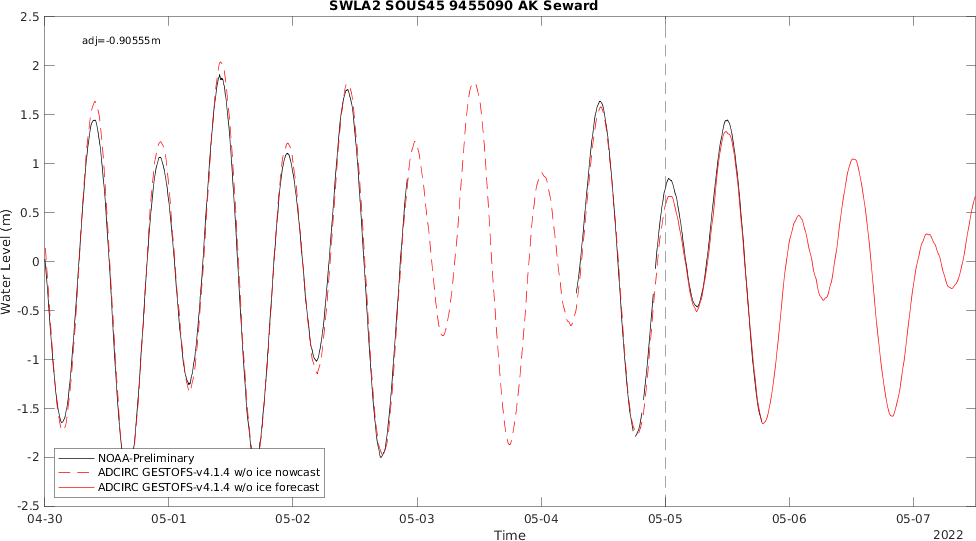 SWLA2 SOUS45 9455090 AK Seward
adj=-0.90555m
2.5
2
1.5
1
0.5
0
-0.5
-1
-1.5
-2
-2.5
Water Level (m)
NOAA-Preliminary
ADCIRC GESTOFS-v4.1.4 w/o ice nowcast
ADCIRC GESTOFS-v4.1.4 w/o ice forecast
04-30 05-01 05-02 05-03 05-04 05-05 05-06 05-07
Time
2022